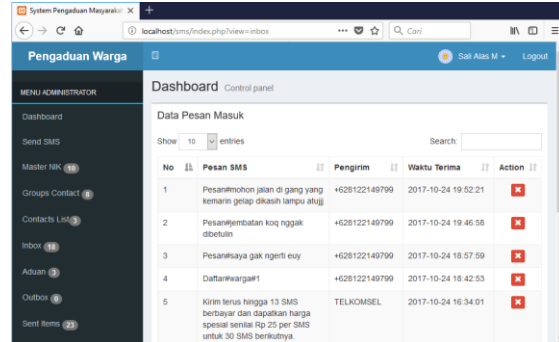 System Pengaduan Masyarakat
localhost/sms/index.php?view=inbox
Cari
Pengaduan Warga
Sali Alas M
Logout
MENU ADMINISTRATOR
Dashboard
Send SMS
Master NIK 10
Groups Contact 8
Contacts List 3
Inbox 18
Aduan 3
Outbox 0
Sent Items 23
Dashboard Control panel
Data Pesan Masuk
Show 10 entries
Search:
No Pesan SMS Pengirim Waktu Terima Action
1 Pesan#mohon jalan di gang yang +628122149799 2017-10-24 19:52:21
kemarin gelap dikasih lampu atujjj
2 Pesan#jembatan koq nggak +628122149799 2017-10-24 19:46:58
dibetulin
3 Pesan#saya gak ngerti euy +628122149799 2017-10-24 18:57:59
4 Daftar#warga#1 +628122149799 2017-10-24 18:42:53
5 Kirim terus hingga 13 SMS TELKOMSEL 2017-10-24 16:34:01
berbayar dan dapatkan harga
spesial senilai Rp 25 per SMS
untuk 30 SMS berikutnya.